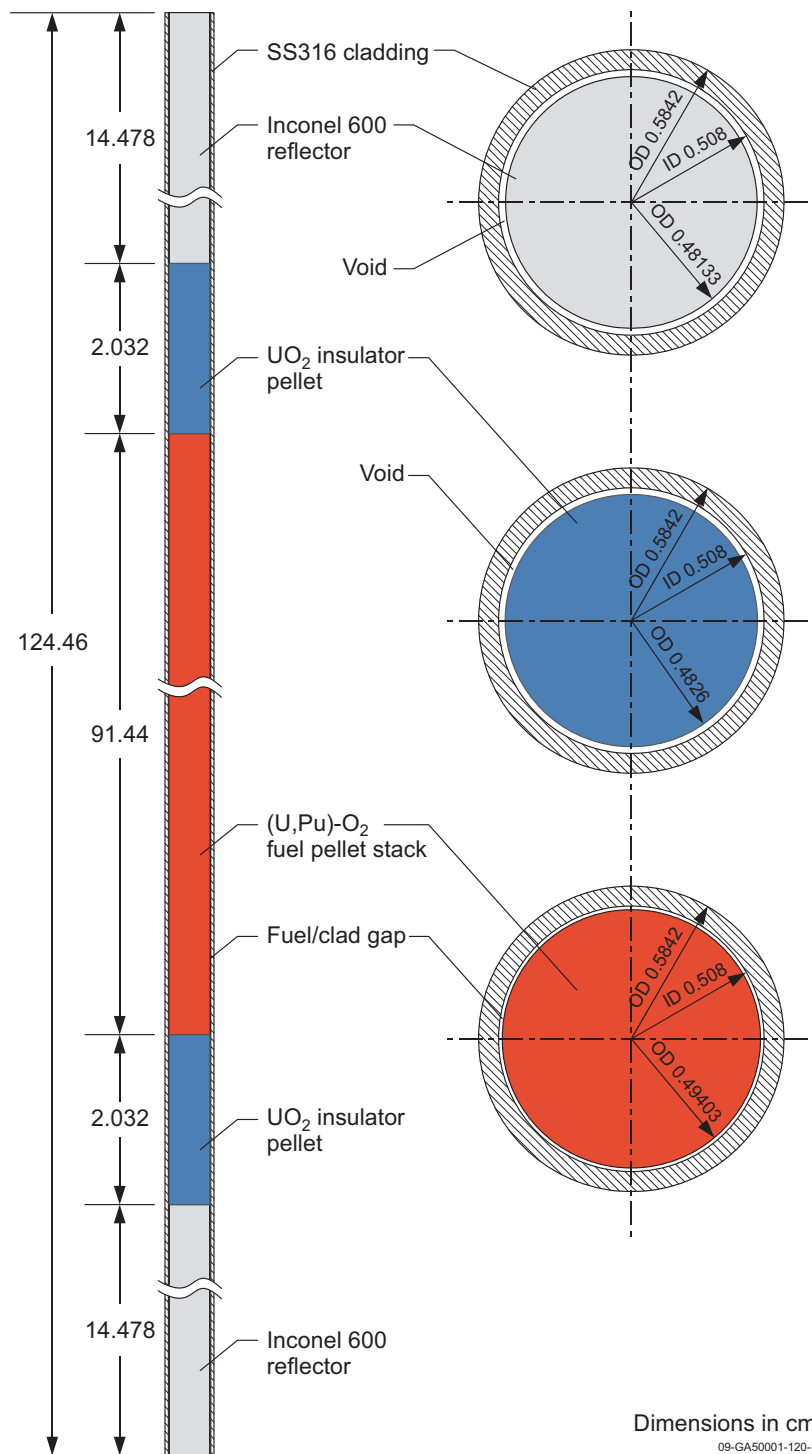 SS316 cladding
14.478
Inconel 600
reflector
OD 0.5842
ID 0.508
OD 0.48133
Void
2.032
UO₂ insulator
pellet
Void
OD 0.5842
ID 0.508
OD 0.4826
124.46
91.44
(U,Pu)-O₂
fuel pellet stack
Fuel/clad gap
OD 0.5842
ID 0.508
OD 0.49403
2.032
UO₂ insulator
pellet
14.478
Inconel 600
reflector
Dimensions in cm
09-GA50001-120-